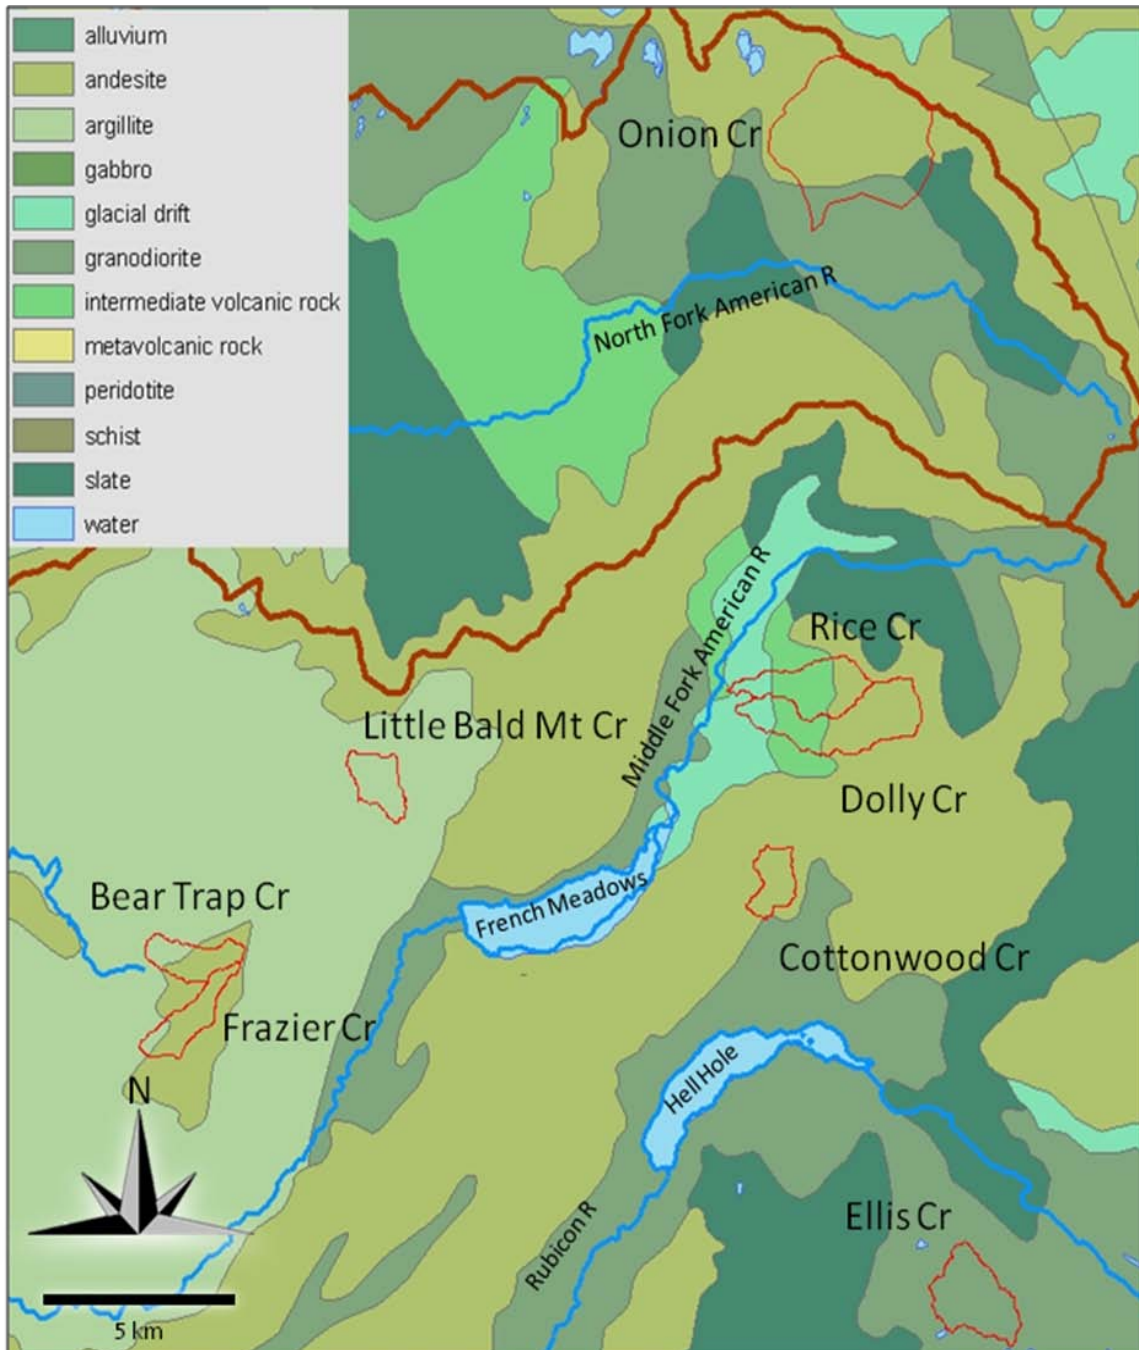 alluvium
andesite
argillite
gabbro
glacial drift
granodiorite
intermediate volcanic rock
metavolcanic rock
peridotite
schist
slate
water
Onion Cr
North Fork American R
Middle Fork American R
Rice Cr
Little Bald Mt Cr
Dolly Cr
Bear Trap Cr
French Meadows
Cottonwood Cr
Frazier Cr
Hell Hole
N
Ellis Cr
Rubicon R
5 km